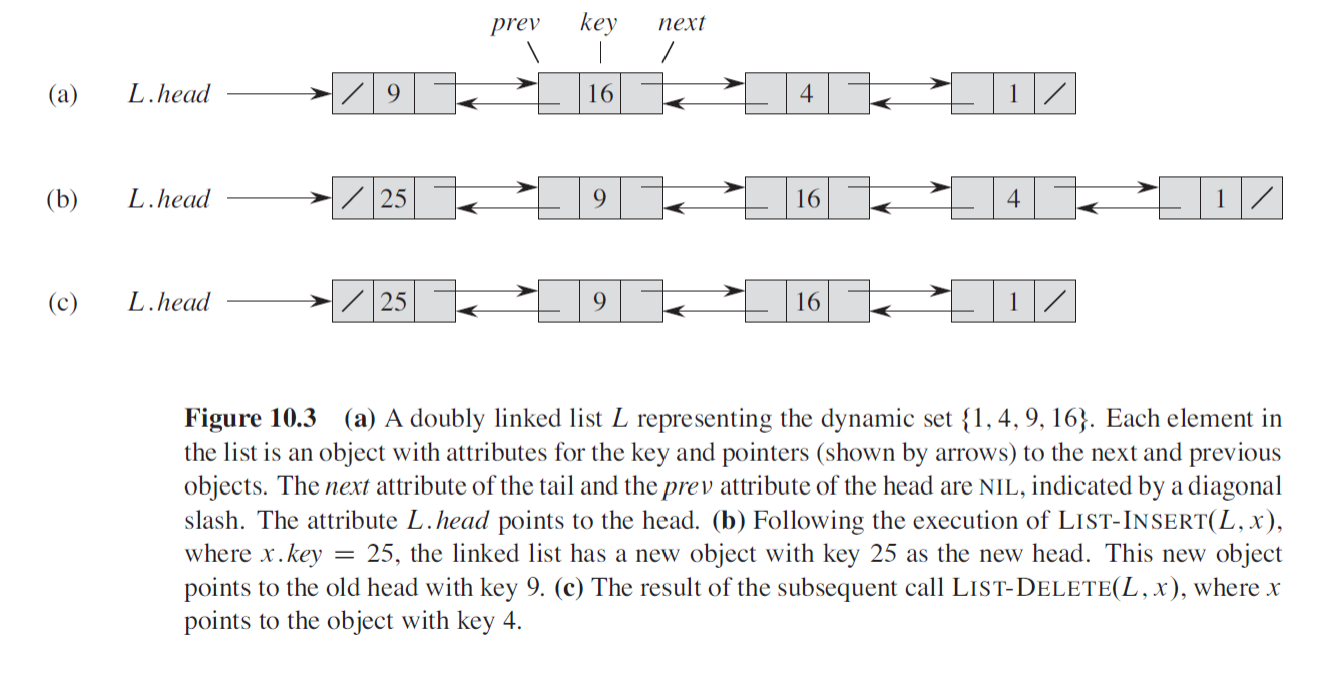 prev key next
(a) L.head / 9 16 4 1 /
(b) L.head / 25 9 16 4 1 /
(c) L.head / 25 9 16 1 /
Figure 10.3 (a) A doubly linked list L representing the dynamic set {1, 4, 9, 16}. Each element in
the list is an object with attributes for the key and pointers (shown by arrows) to the next and previous
objects. The next attribute of the tail and the prev attribute of the head are NIL, indicated by a diagonal
slash. The attribute L.head points to the head. (b) Following the execution of LIST-INSERT(L, x),
where x.key = 25, the linked list has a new object with key 25 as the new head. This new object
points to the old head with key 9. (c) The result of the subsequent call LIST-DELETE(L, x), where x
points to the object with key 4.